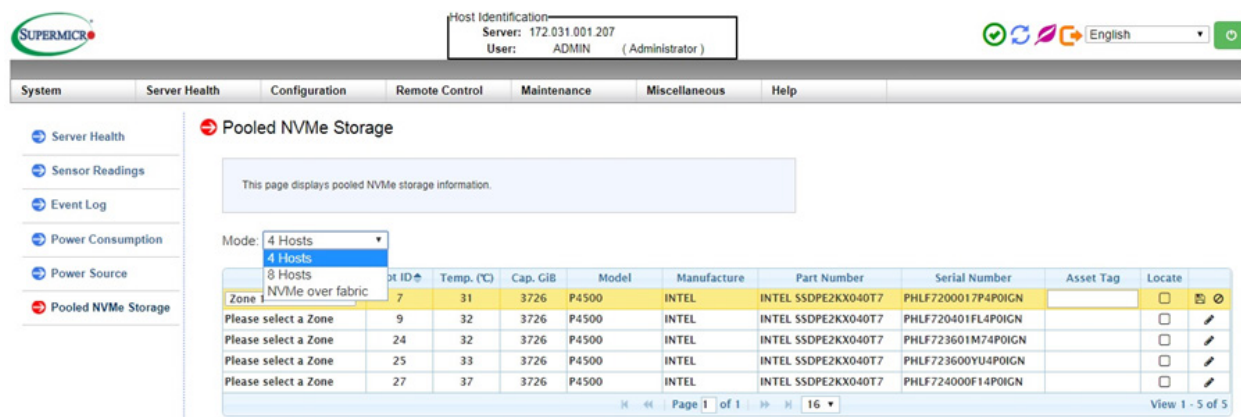 SUPERMICR
Host Identification
Server: 172.031.001.207
User: ADMIN ( Administrator )
English
System Server Health Configuration Remote Control Maintenance Miscellaneous Help
Server Health
Sensor Readings
Event Log
Power Consumption
Power Source
Pooled NVMe Storage
Pooled NVMe Storage
This page displays pooled NVMe storage information.
Mode: 4 Hosts
4 Hosts
8 Hosts
NVMe over fabric
ot ID Temp. (℃) Cap. GiB Model Manufacture Part Number Serial Number Asset Tag Locate
Zone 1 7 31 3726 P4500 INTEL INTEL SSDPE2KX040T7 PHLF7200017P4P0IGN
Please select a Zone 9 32 3726 P4500 INTEL INTEL SSDPE2KX040T7 PHLF720401FL4P0IGN
Please select a Zone 24 32 3726 P4500 INTEL INTEL SSDPE2KX040T7 PHLF723601M74P0IGN
Please select a Zone 25 33 3726 P4500 INTEL INTEL SSDPE2KX040T7 PHLF723600YU4P0IGN
Please select a Zone 27 37 3726 P4500 INTEL INTEL SSDPE2KX040T7 PHLF724000F14P0IGN
Page 1 of 1 16 View 1 - 5 of 5